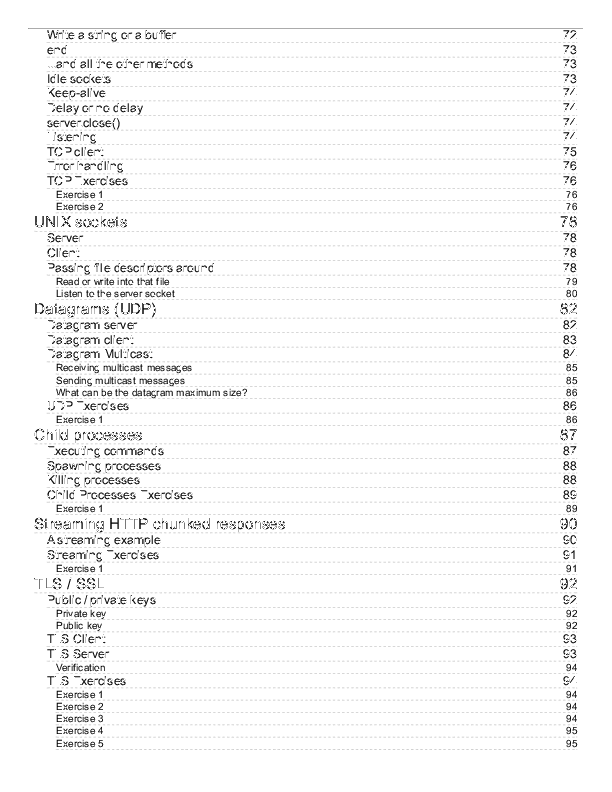 Write a string or a buffer 72
end 73
...and all the other methods 73
Idle sockets 73
Keep-alive 74
Delay or no delay 74
server.close() 74
Listening 74
TCP client 75
Error handling 76
TCP Exercises 76
Exercise 1 76
Exercise 2 76
UNIX sockets 78
Server 78
Client 78
Passing file descriptors around 78
Read or write into that file 79
Listen to the server socket 80
Datagrams (UDP) 82
Datagram server 82
Datagram client 83
Datagram Multicast 84
Receiving multicast messages 85
Sending multicast messages 85
What can be the datagram maximum size? 86
UDP Exercises 86
Exercise 1 86
Child processes 87
Executing commands 87
Spawning processes 88
Killing processes 88
Child Processes Exercises 89
Exercise 1 89
Streaming HTTP chunked responses 90
A streaming example 90
Streaming Exercises 91
Exercise 1 91
TLS / SSL 92
Public / private keys 92
Private key 92
Public key 92
TLS Client 93
TLS Server 93
Verification 94
TLS Exercises 94
Exercise 1 94
Exercise 2 94
Exercise 3 94
Exercise 4 95
Exercise 5 95